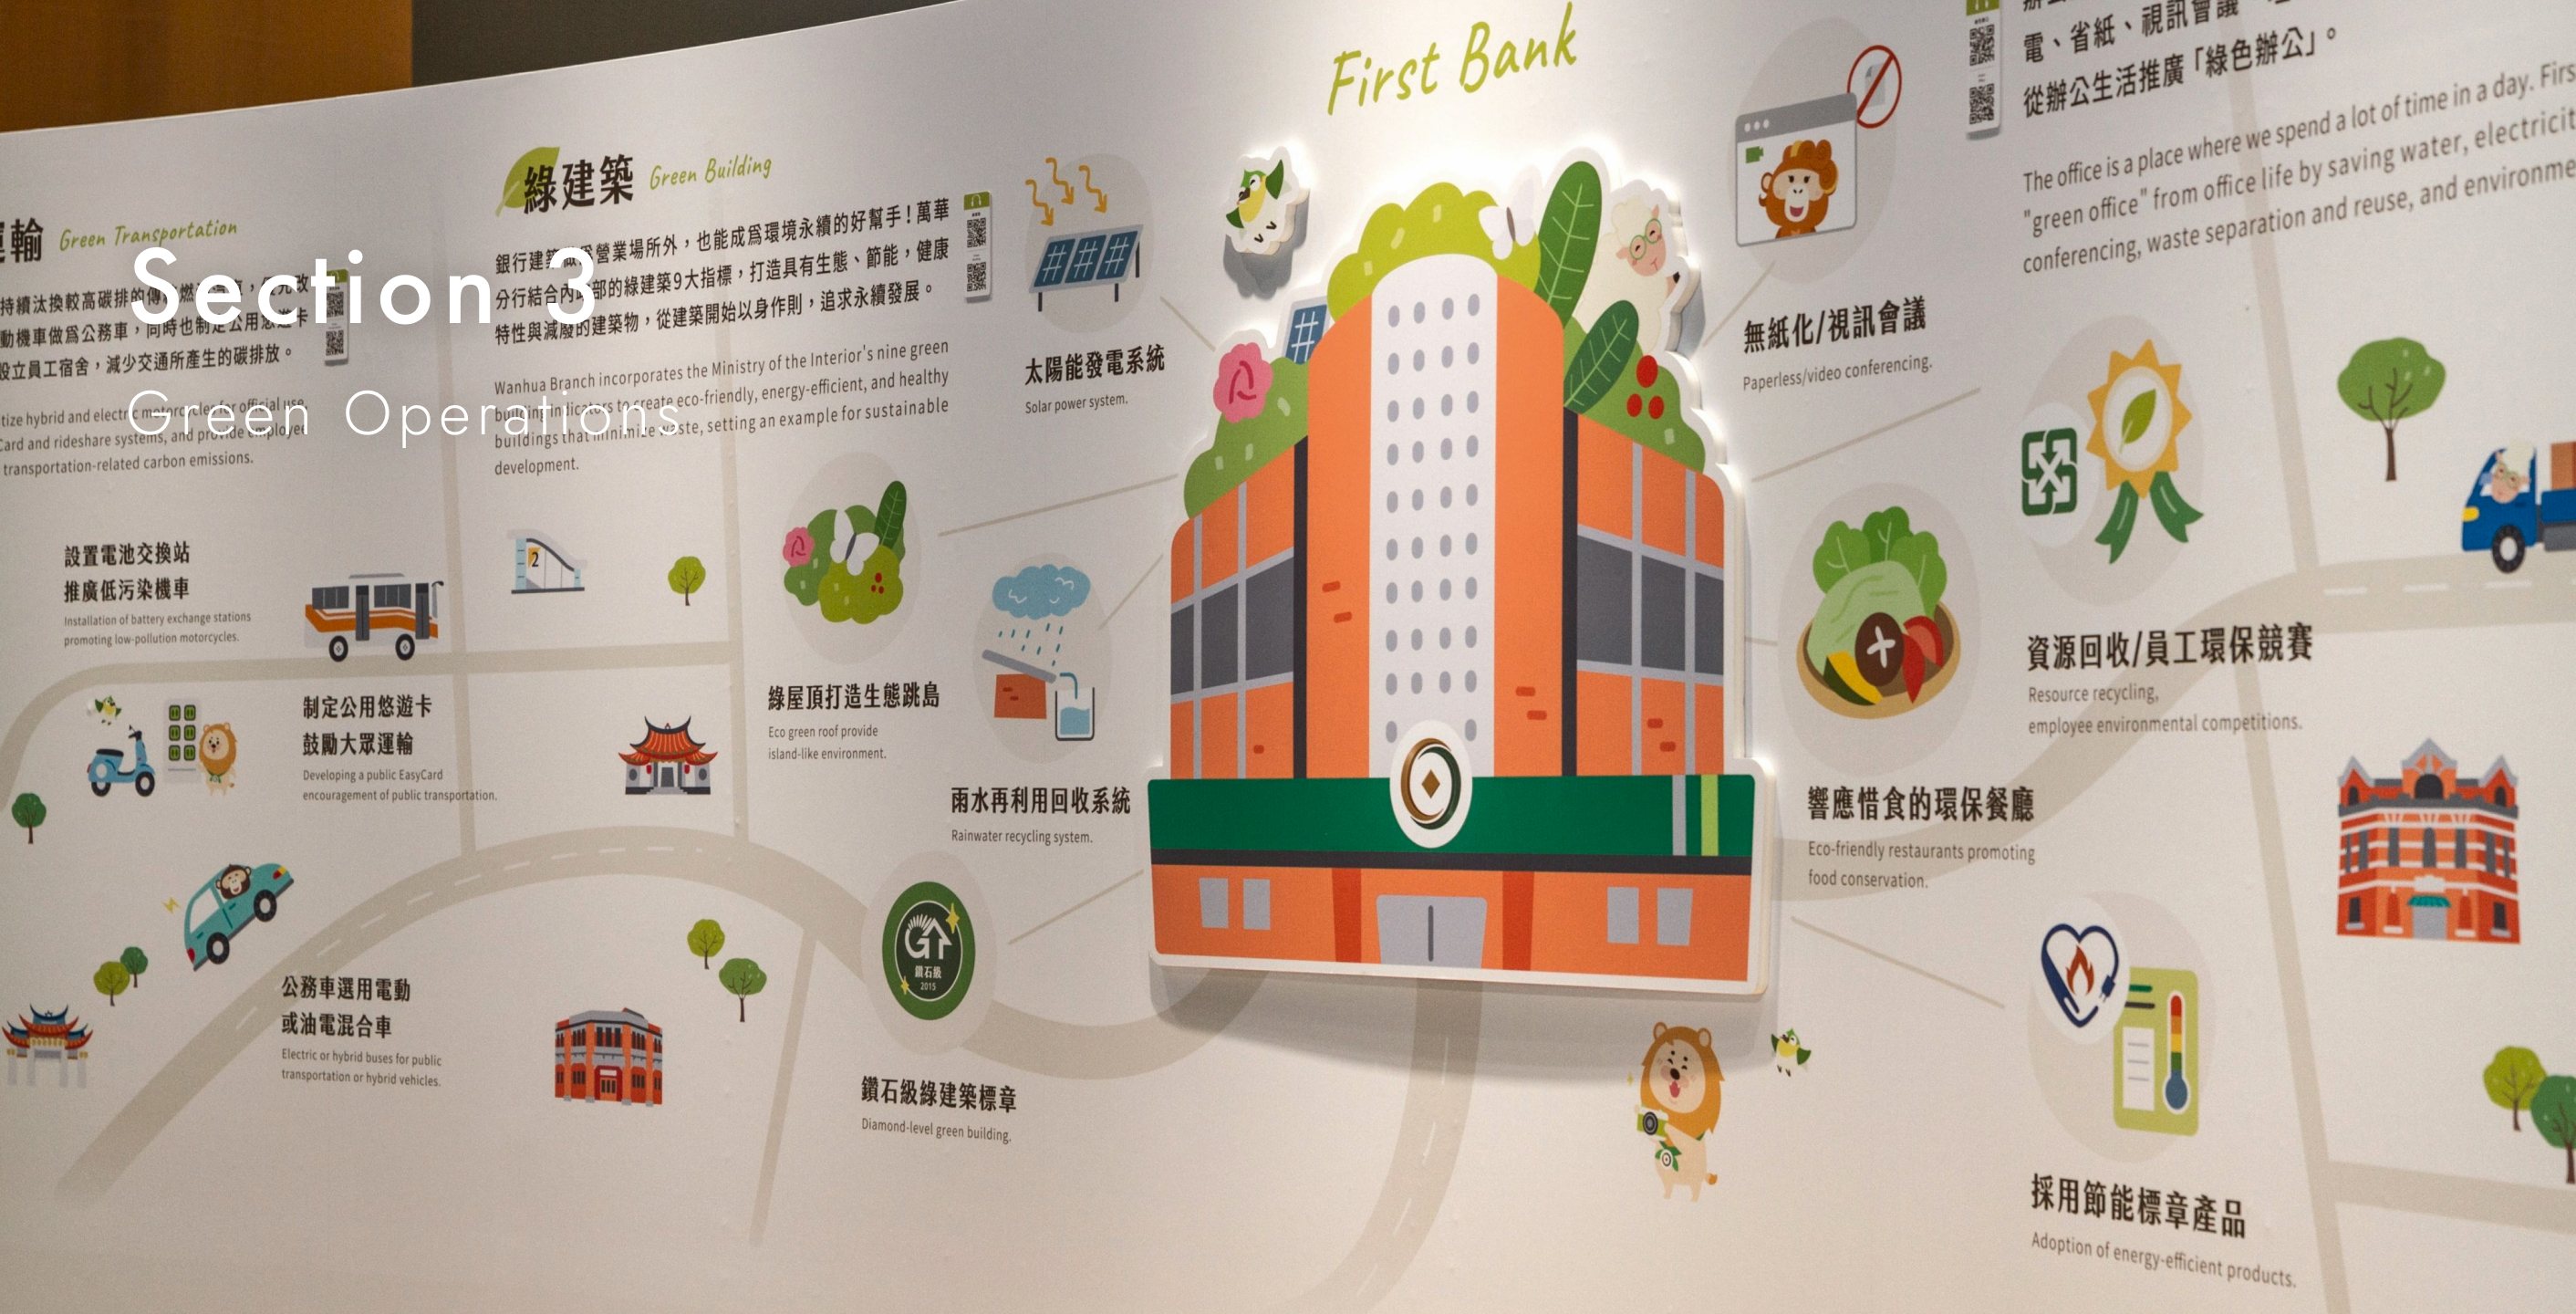 Section 3
Green Operations
First Bank
運輸
Green Transportation
持續汰換較高碳排的傳
動機車做為公務車，同時也制定公用悠遊卡
設立員工宿舍，減少交通所產生的碳排放。
tize hybrid and electric motorcycles for official use,
Card and rideshare systems, and provide employee
transportation-related carbon emissions.
設置電池交換站
推廣低污染機車
Installation of battery exchange stations
promoting low-pollution motorcycles.
制定公用悠遊卡
鼓勵大眾運輸
Developing a public EasyCard
encouragement of public transportation.
公務車選用電動
或油電混合車
Electric or hybrid buses for public
transportation or hybrid vehicles.
2
綠建築
Green Building
銀行建築做為營業場所外，也能成為環境永續的好幫手！萬華
分行結合內政部的綠建築9大指標，打造具有生態、節能，健康
特性與減廢的建築物，從建築開始以身作則，追求永續發展。
Wanhua Branch incorporates the Ministry of the Interior's nine green
building indicators to create eco-friendly, energy-efficient, and healthy
buildings that minimize waste, setting an example for sustainable
development.
太陽能發電系統
Solar power system.
綠屋頂打造生態跳島
Eco green roof provide
island-like environment.
雨水再利用回收系統
Rainwater recycling system.
鑽石級
2015
鑽石級綠建築標章
Diamond-level green building.
電、省紙、視訊會議
從辦公生活推廣「綠色辦公」。
The office is a place where we spend a lot of time in a day. Firs
"green office" from office life by saving water, electricit
conferencing, waste separation and reuse, and environme
無紙化/視訊會議
Paperless/video conferencing.
資源回收/員工環保競賽
Resource recycling,
employee environmental competitions.
響應惜食的環保餐廳
Eco-friendly restaurants promoting
food conservation.
採用節能標章產品
Adoption of energy-efficient products.